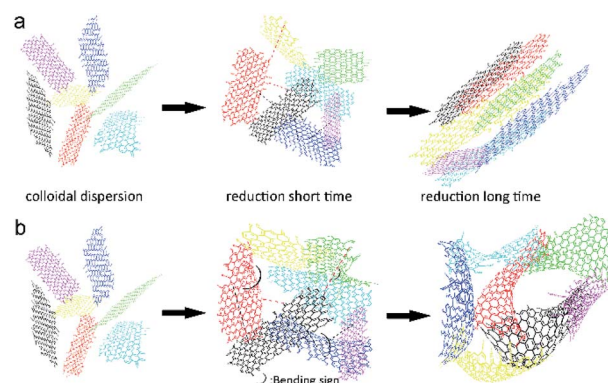 a
colloidal dispersion
reduction short time
reduction long time
b
:Bending sign